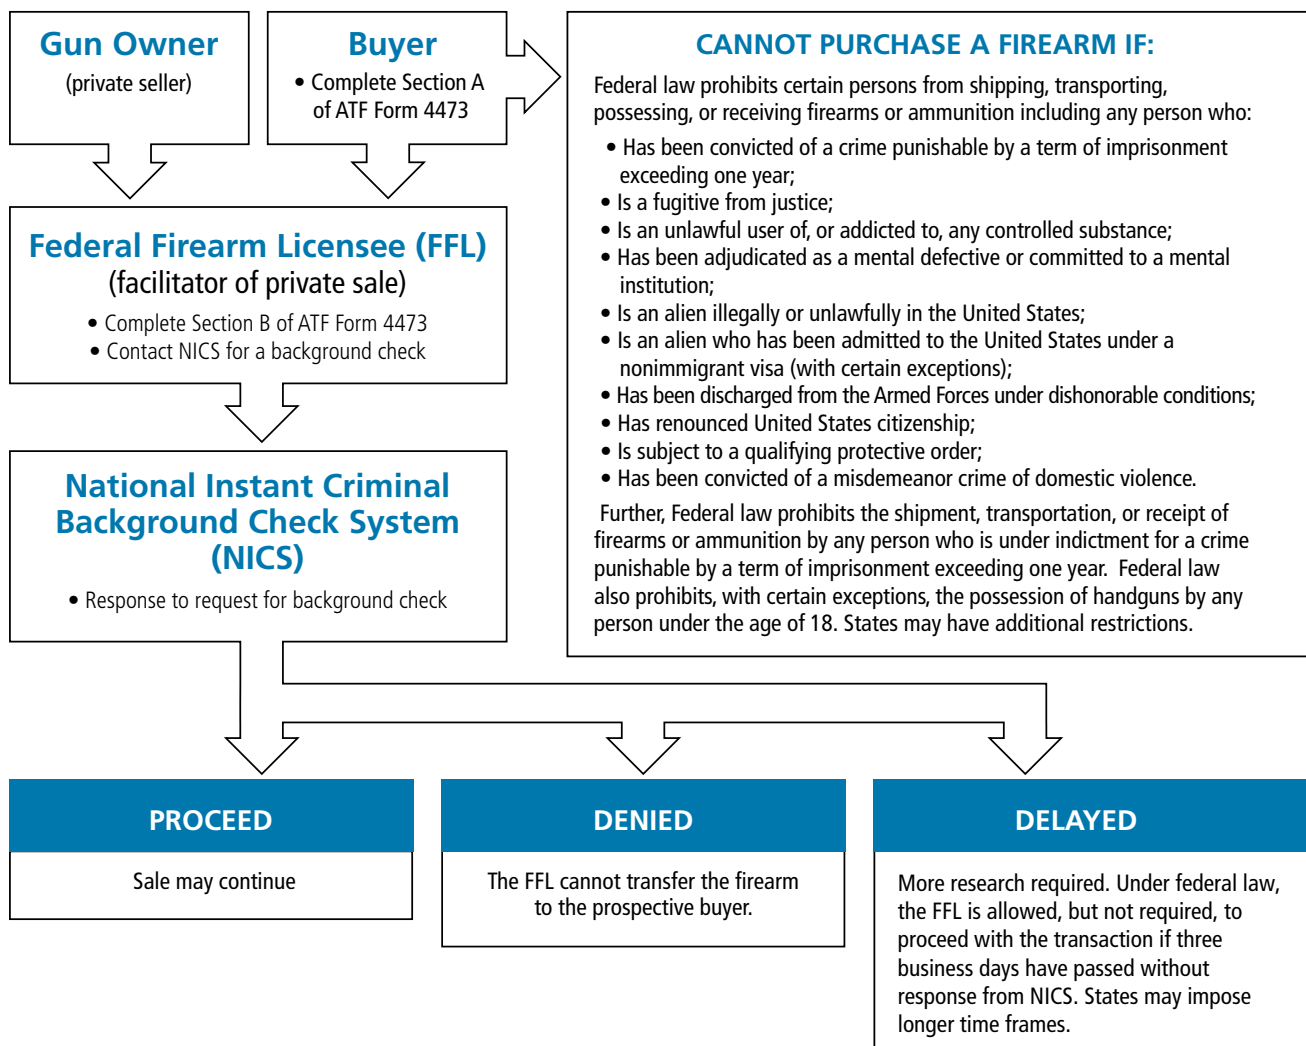 Gun Owner
(private seller)
Buyer
• Complete Section A
of ATF Form 4473
CANNOT PURCHASE A FIREARM IF:
Federal law prohibits certain persons from shipping, transporting,
possessing, or receiving firearms or ammunition including any person who:
• Has been convicted of a crime punishable by a term of imprisonment
exceeding one year;
• Is a fugitive from justice;
• Is an unlawful user of, or addicted to, any controlled substance;
• Has been adjudicated as a mental defective or committed to a mental
institution;
• Is an alien illegally or unlawfully in the United States;
• Is an alien who has been admitted to the United States under a
nonimmigrant visa (with certain exceptions);
• Has been discharged from the Armed Forces under dishonorable conditions;
• Has renounced United States citizenship;
• Is subject to a qualifying protective order;
• Has been convicted of a misdemeanor crime of domestic violence.
Further, Federal law prohibits the shipment, transportation, or receipt of
firearms or ammunition by any person who is under indictment for a crime
punishable by a term of imprisonment exceeding one year. Federal law
also prohibits, with certain exceptions, the possession of handguns by any
person under the age of 18. States may have additional restrictions.
Federal Firearm Licensee (FFL)
(facilitator of private sale)
• Complete Section B of ATF Form 4473
• Contact NICS for a background check
National Instant Criminal
Background Check System
(NICS)
• Response to request for background check
PROCEED
Sale may continue
DENIED
The FFL cannot transfer the firearm
to the prospective buyer.
DELAYED
More research required. Under federal law,
the FFL is allowed, but not required, to
proceed with the transaction if three
business days have passed without
response from NICS. States may impose
longer time frames.